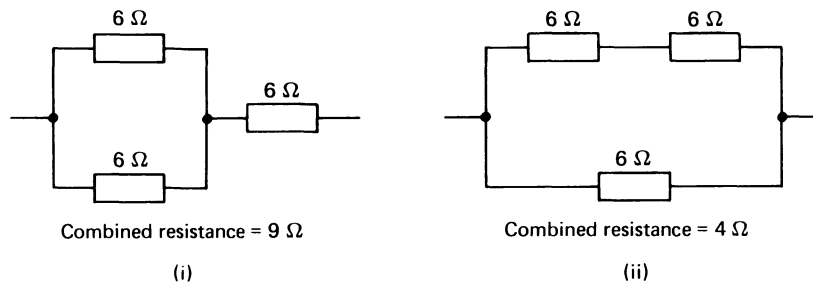 6 Ω
6 Ω
6 Ω
Combined resistance = 9 Ω
(i)
6 Ω
6 Ω
6 Ω
Combined resistance = 4 Ω
(ii)